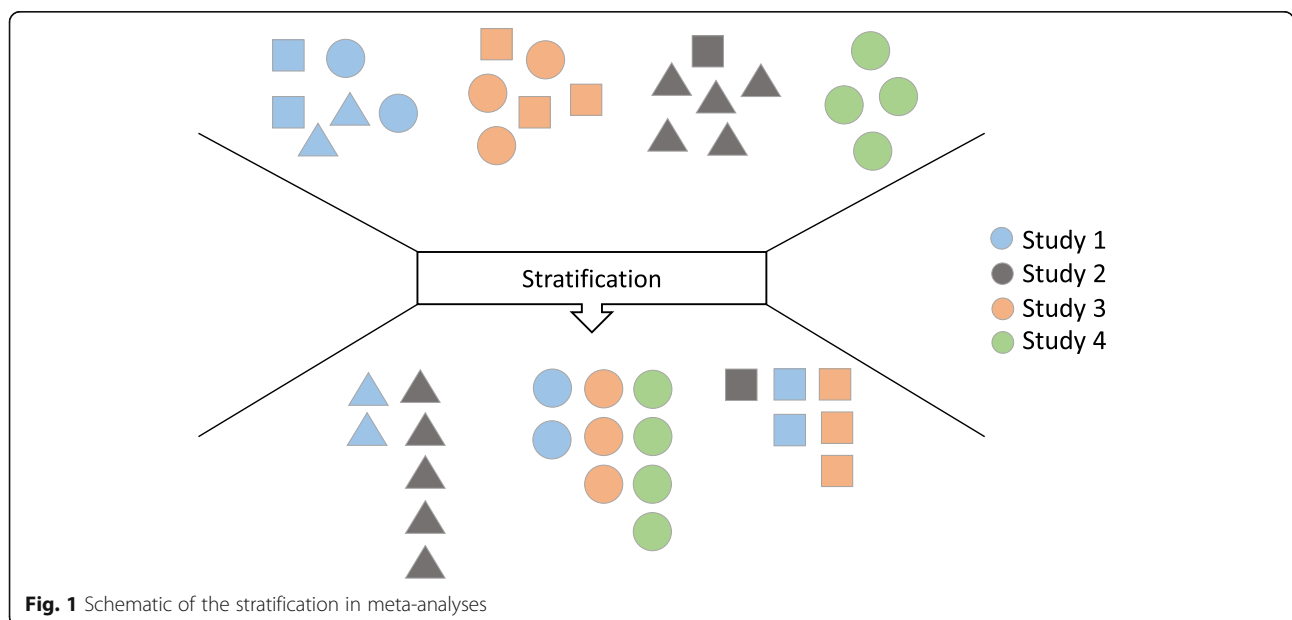 Stratification
Study 1
Study 2
Study 3
Study 4
Fig. 1 Schematic of the stratification in meta-analyses